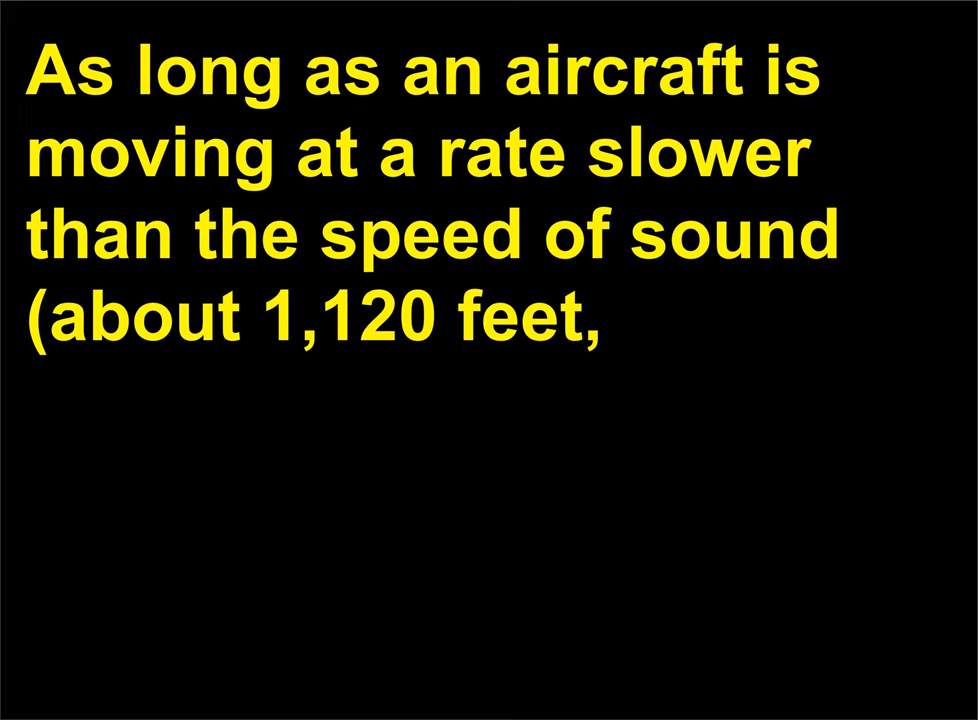 As long as an aircraft is
moving at a rate slower
than the speed of sound
(about 1,120 feet,